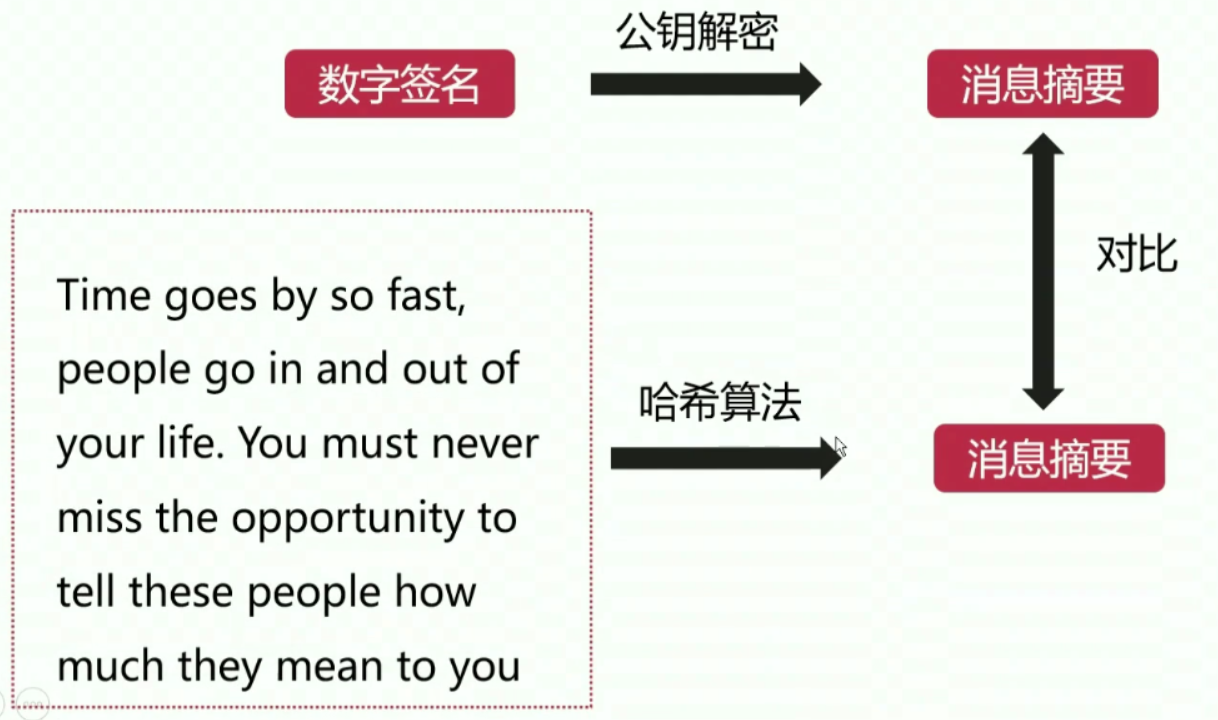 公钥解密
数字签名
消息摘要
对比
Time goes by so fast,
people go in and out of
your life. You must never
miss the opportunity to
tell these people how
much they mean to you
哈希算法
消息摘要